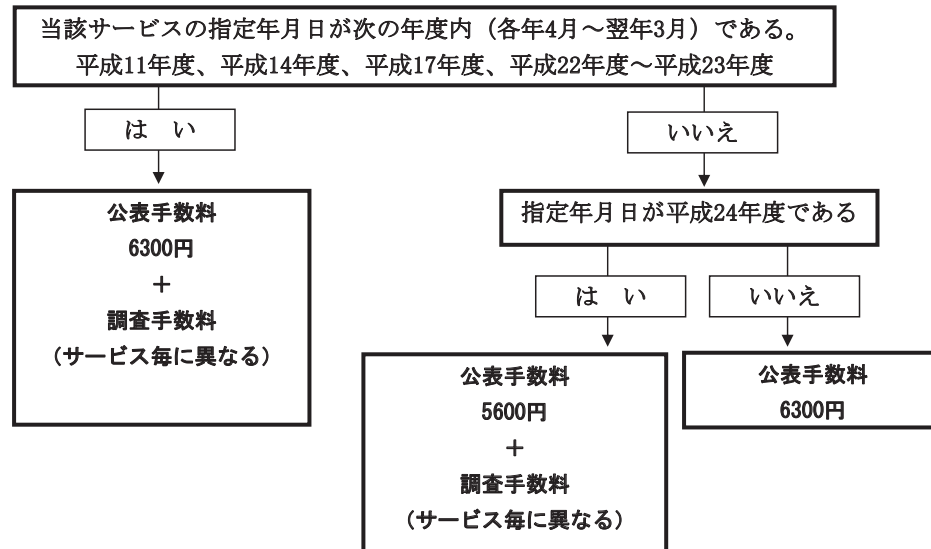 当該サービスの指定年月日が次の年度内（各年4月～翌年3月）である。
平成11年度、平成14年度、平成17年度、平成22年度～平成23年度
は　い
いいえ
公表手数料
6300円
＋
調査手数料
（サービス毎に異なる）
指定年月日が平成24年度である
は　い
いいえ
公表手数料
5600円
＋
調査手数料
（サービス毎に異なる）
公表手数料
6300円